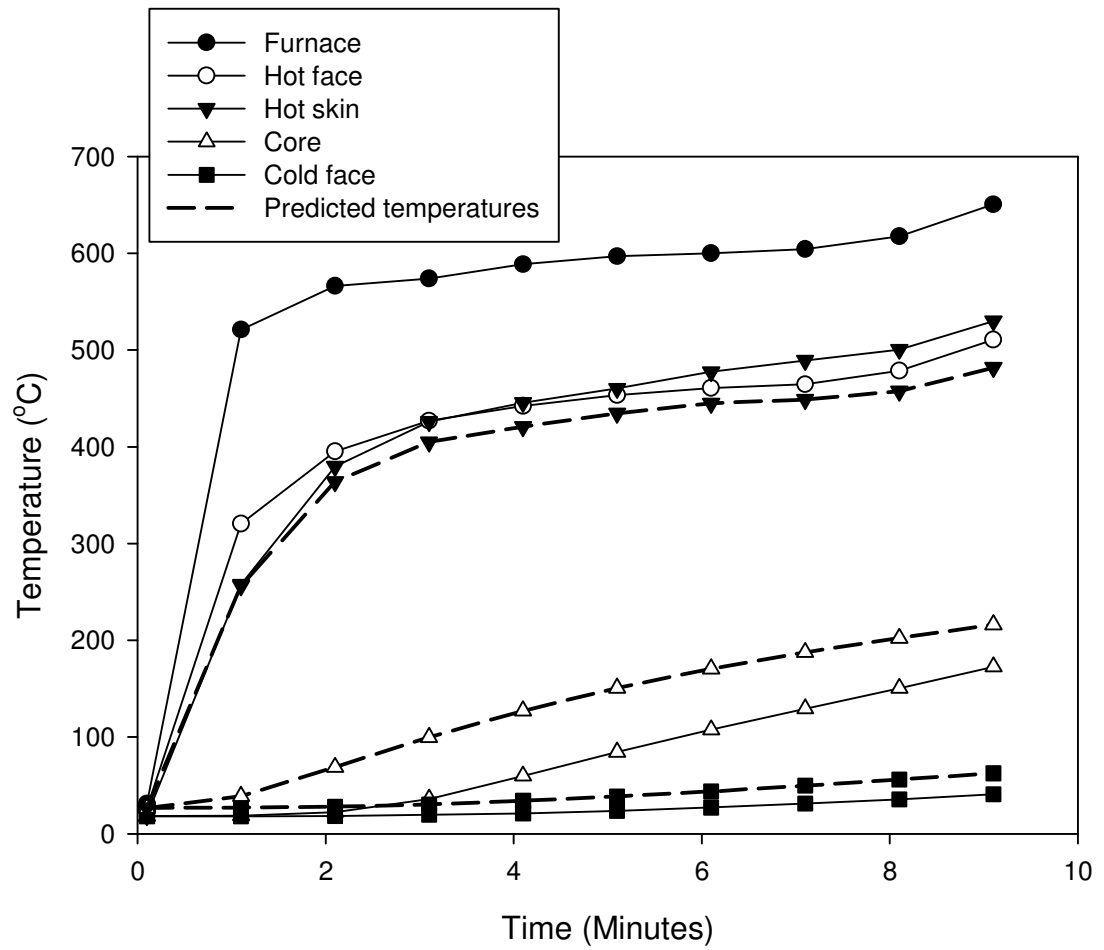 Furnace
Hot face
Hot skin
Core
Cold face
Predicted temperatures
700
600
500
400
300
200
100
0
Temperature (°C)
0 2 4 6 8 10
Time (Minutes)